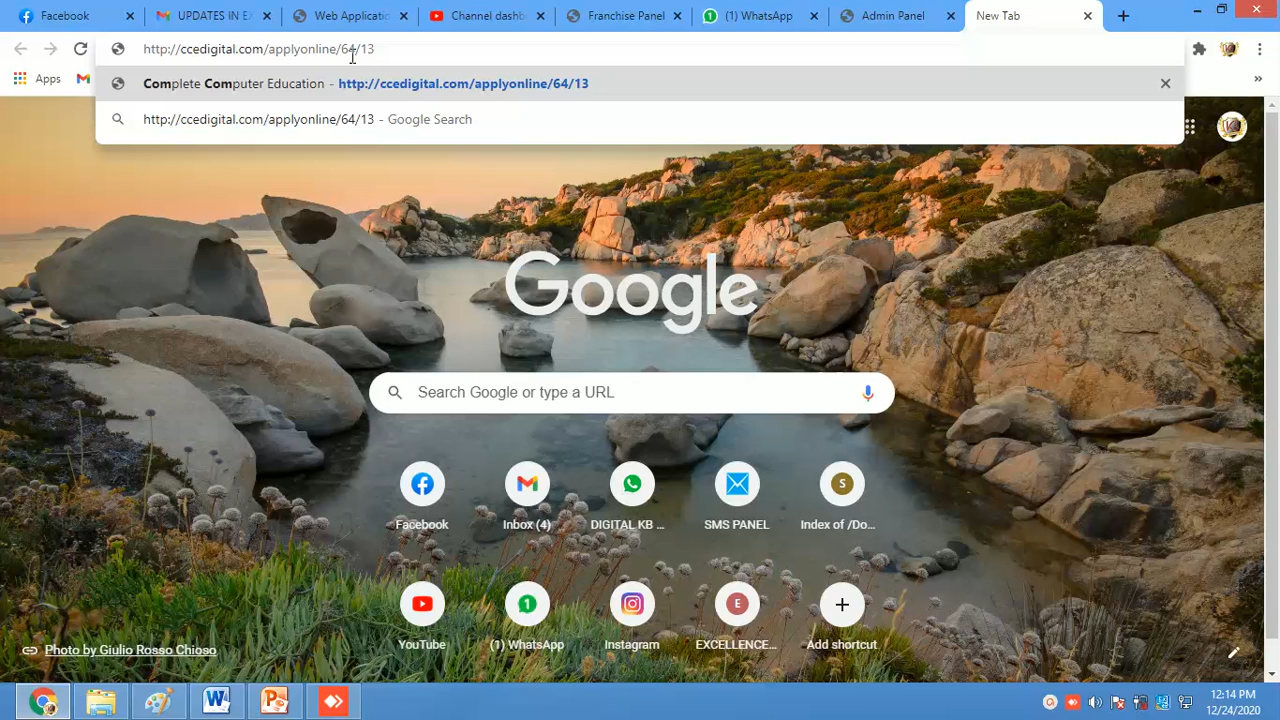 Facebook
UPDATES IN EX
Web Applicatio
Channel dashb
Franchise Panel
(1) WhatsApp
Admin Panel
New Tab
http://ccedigital.com/applyonline/64/13
Apps
»
Complete Computer Education - http://ccedigital.com/applyonline/64/13
http://ccedigital.com/applyonline/64/13 - Google Search
Google
Search Google or type a URL
S
Facebook
Inbox (4)
DIGITAL KB ...
SMS PANEL
Index of /Do...
1
E
YouTube
(1) WhatsApp
Instagram
EXCELLENCE...
Add shortcut
Photo by Giulio Rosso Chioso
12:14 PM
12/24/2020